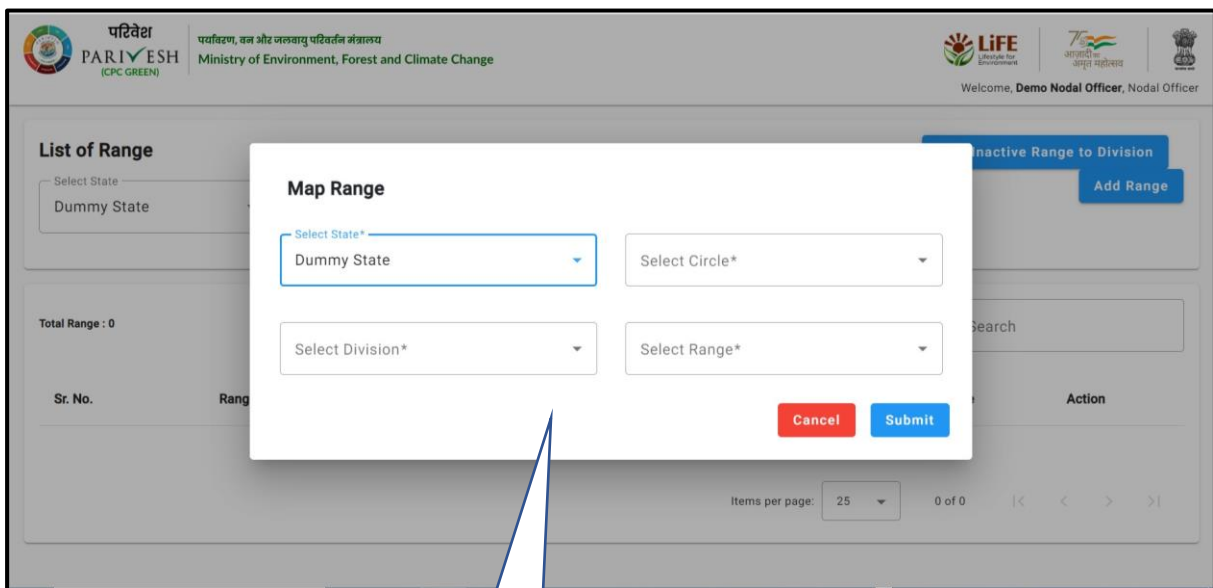 परिवेश
PARIVESH
(CPC GREEN)
पर्यावरण, वन और जलवायु परिवर्तन मंत्रालय
Ministry of Environment, Forest and Climate Change
LiFE
Lifestyle for
Environment
आज़ादी का
अमृत महोत्सव
Welcome, Demo Nodal Officer, Nodal Officer
List of Range
Inactive Range to Division
Select State
Dummy State
Add Range
Map Range
Select State*
Dummy State
Select Circle*
Total Range : 0
Search
Select Division*
Select Range*
Sr. No.
Rang
Action
Cancel
Submit
Items per page:
25
0 of 0
|<
<
>
>|